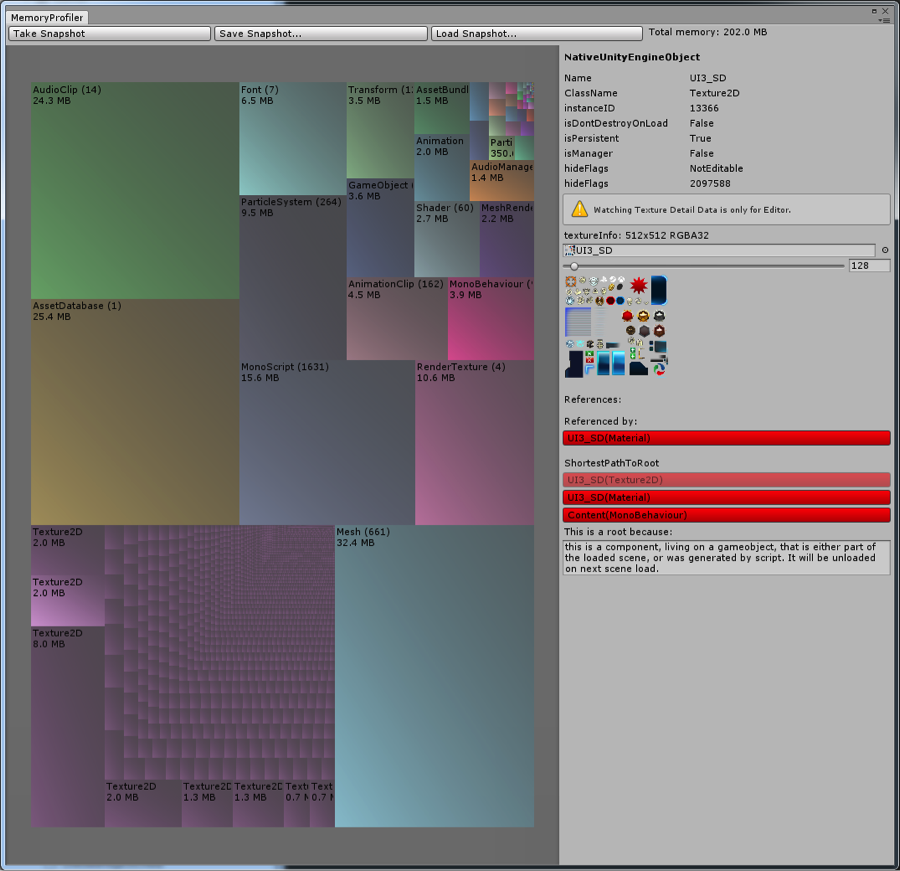 MemoryProfiler
Take Snapshot
Save Snapshot...
Load Snapshot...
Total memory: 202.0 MB
AudioClip (14)
24.3 MB
Font (7)
6.5 MB
Transform (1
3.5 MB
AssetBundl
1.5 MB
Animation
2.0 MB
Parti
350.
AudioManage
1.4 MB
GameObject
3.6 MB
ParticleSystem (264)
9.5 MB
Shader (60)
2.7 MB
MeshRende
2.2 MB
AnimationClip (162)
4.5 MB
MonoBehaviour
3.9 MB
AssetDatabase (1)
25.4 MB
MonoScript (1631)
15.6 MB
RenderTexture (4)
10.6 MB
Texture2D
2.0 MB
Texture2D
2.0 MB
Texture2D
8.0 MB
Mesh (661)
32.4 MB
Texture2D
2.0 MB
Texture2D
1.3 MB
Texture2D
1.3 MB
Text
0.7 M
Text
0.7 M
NativeUnityEngineObject
Name UI3_SD
ClassName Texture2D
instanceID 13366
isDontDestroyOnLoad False
isPersistent True
isManager False
hideFlags NotEditable
hideFlags 2097588
Watching Texture Detail Data is only for Editor.
textureInfo: 512x512 RGBA32
UI3_SD
128
References:
Referenced by:
UI3_SD(Material)
ShortestPathToRoot
UI3_SD(Texture2D)
UI3_SD(Material)
Content(MonoBehaviour)
This is a root because:
this is a component, living on a gameobject, that is either part of
the loaded scene, or was generated by script. It will be unloaded
on next scene load.